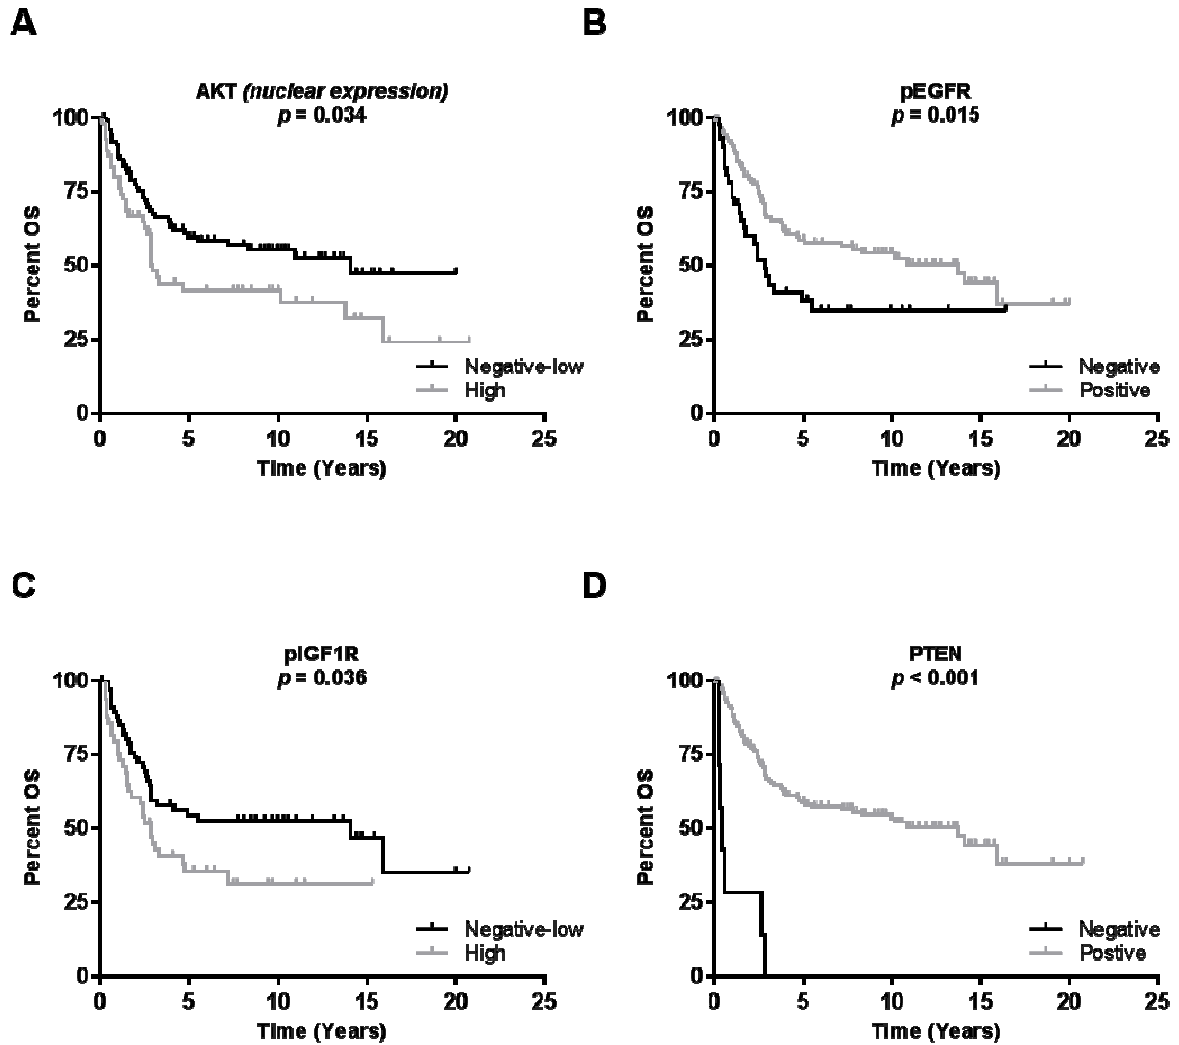 A
AKT (nuclear expression)
p = 0.034
100
75
50
25
0
Percent OS
Negative-low
High
0 5 10 15 20 25
Time (Years)
B
pEGFR
p = 0.015
100
75
50
25
0
Percent OS
Negative
Positive
0 5 10 15 20 25
Time (Years)
C
pIGF1R
p = 0.036
100
75
50
25
0
Percent OS
Negative-low
High
0 5 10 15 20 25
Time (Years)
D
PTEN
p < 0.001
100
75
50
25
0
Percent OS
Negative
Postive
0 5 10 15 20 25
Time (Years)